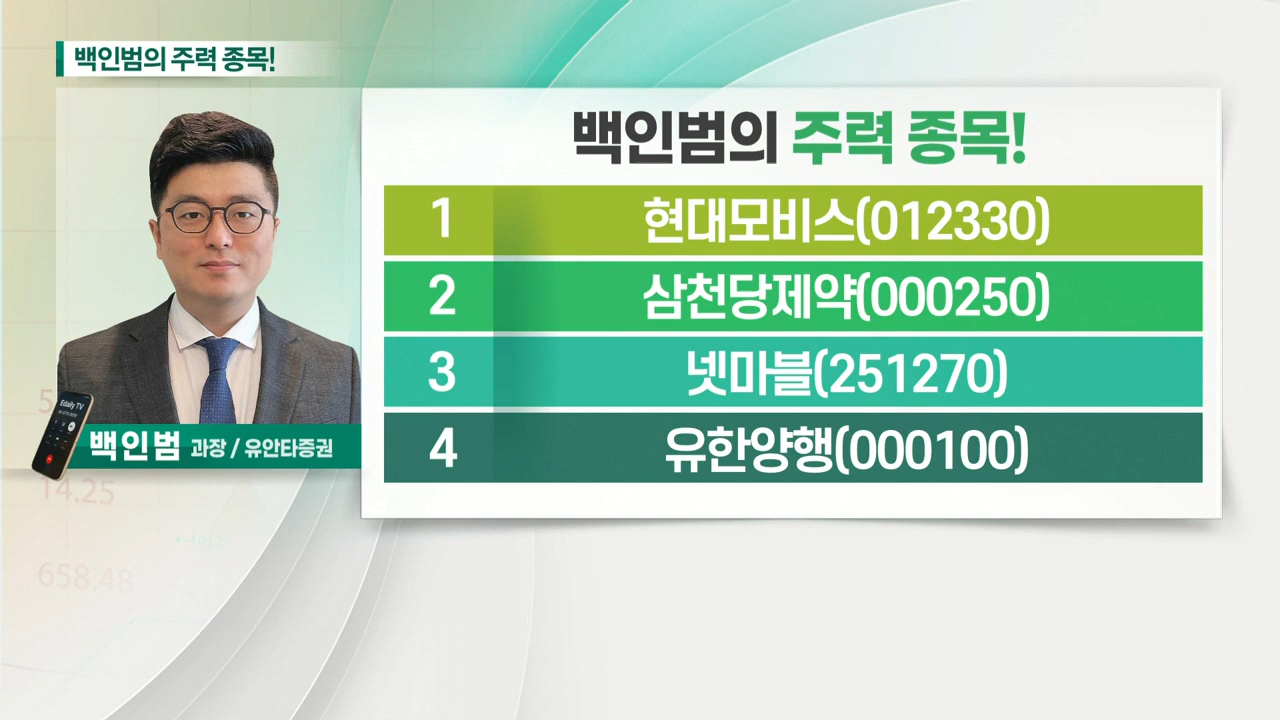 백인범의 주력 종목!
백인범의 주력 종목!
1 현대모비스(012330)
2 삼천당제약(000250)
3 넷마블(251270)
4 유한양행(000100)
Edaily TV
백인범 과장 / 유안타증권
14.25
658.48